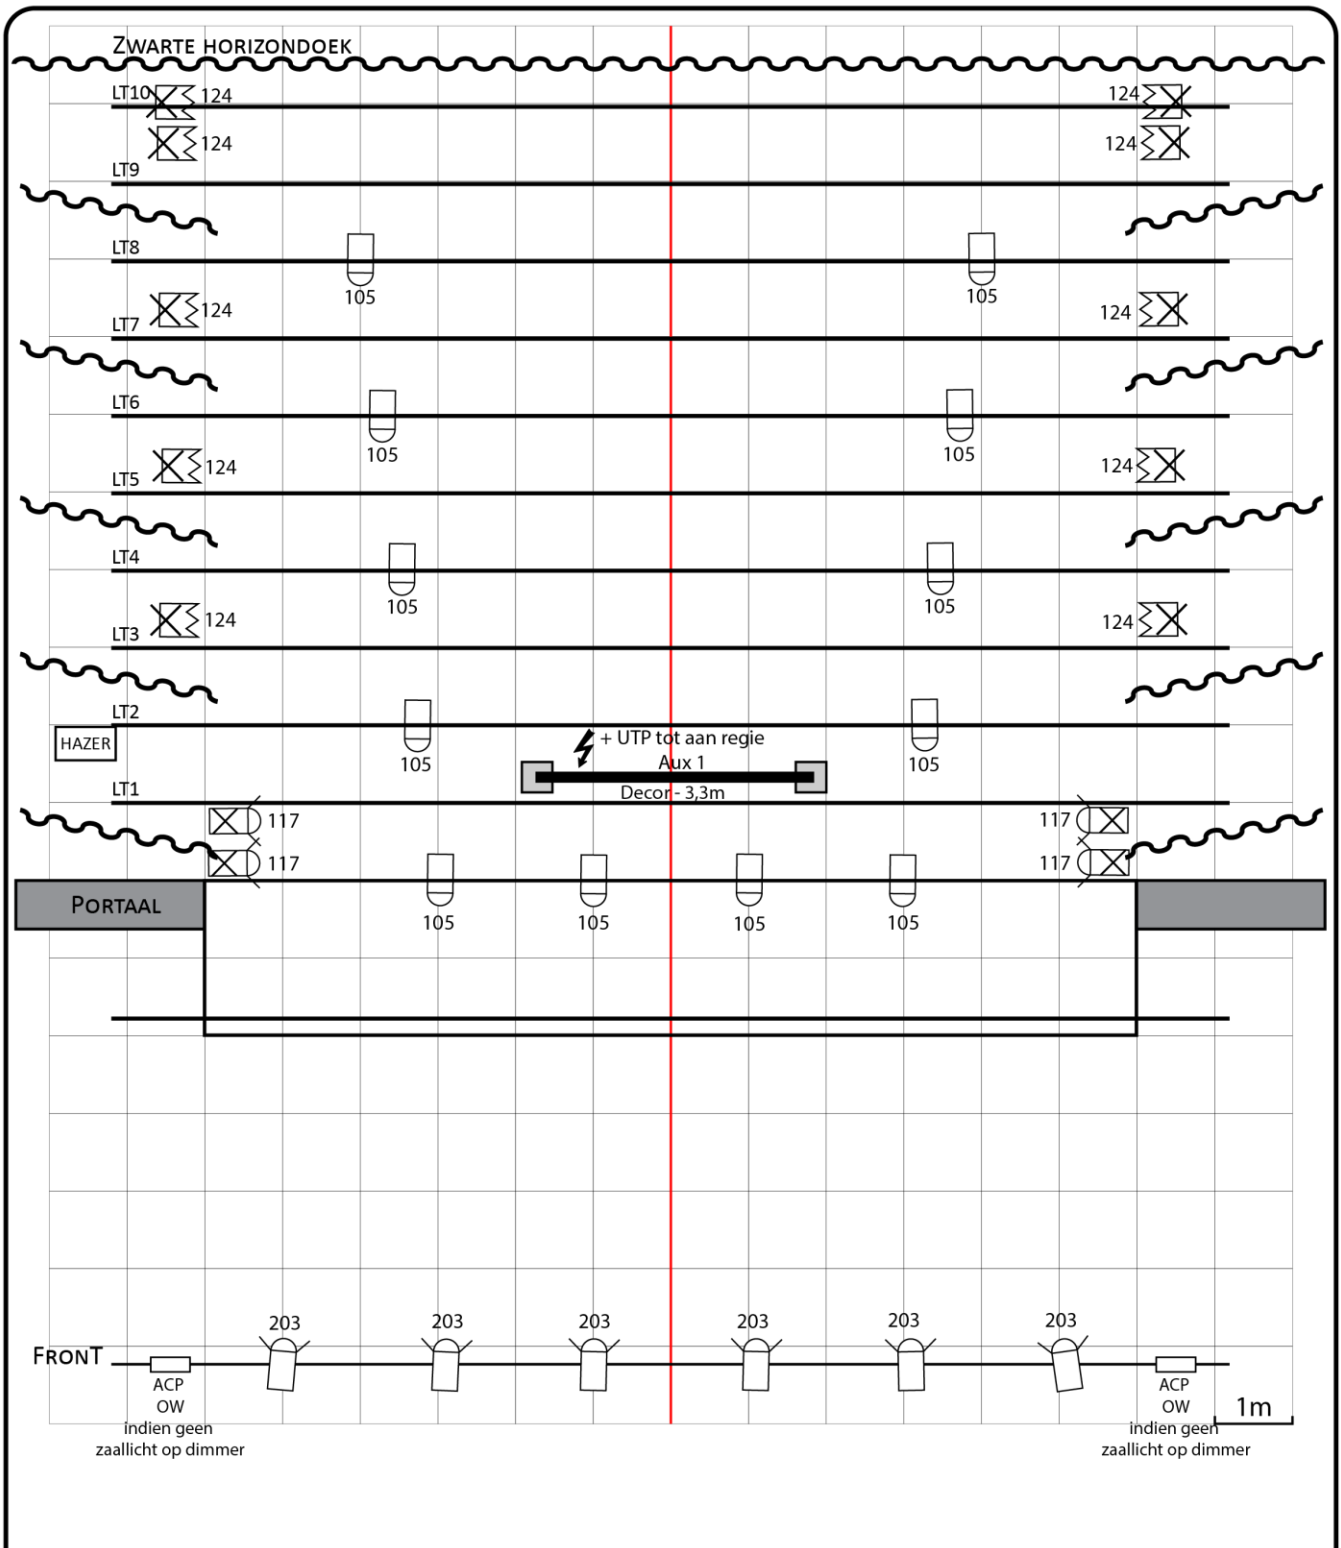 Zwarte horizondoek
LT10 124 124
124 124
LT9
LT8
105 105
LT7 124 124
LT6
105 105
LT5 124 124
LT4
105 105
LT3 124 124
LT2
HAZER
+ UTP tot aan regie
105 105
Aux 1
Decor - 3,3m
LT1
117 117
117 117
Portaal
105 105 105 105
203 203 203 203 203 203
Front
ACP
OW
indien geen
zaallicht op dimmer
ACP
OW
indien geen
zaallicht op dimmer
1m